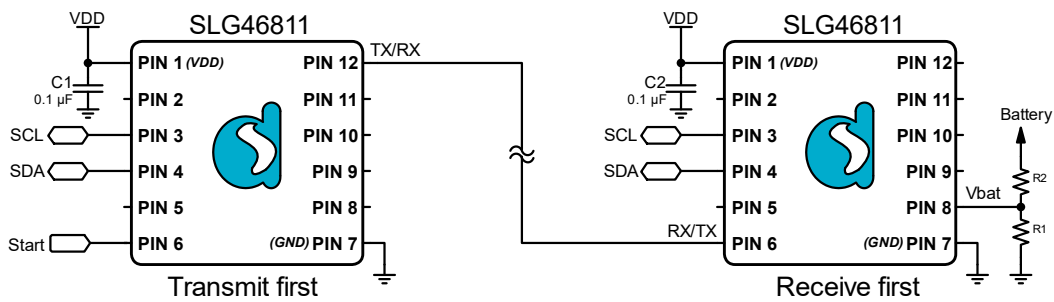 VDD
SLG46811
TX/RX
PIN 1 (VDD)
PIN 12
C1
0.1 µF
PIN 2
PIN 11
SCL
PIN 3
PIN 10
SDA
PIN 4
PIN 9
PIN 5
PIN 8
Start
PIN 6
(GND) PIN 7
Transmit first
VDD
SLG46811
PIN 1 (VDD)
PIN 12
C2
0.1 µF
PIN 2
PIN 11
SCL
PIN 3
PIN 10
Battery
SDA
PIN 4
PIN 9
R2
PIN 5
PIN 8
Vbat
RX/TX
PIN 6
(GND) PIN 7
R1
Receive first